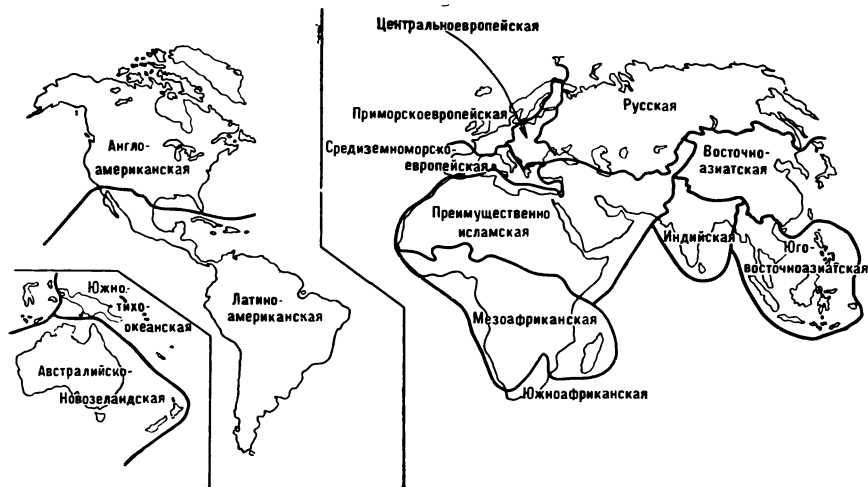 Центральноевропейская
Англо-
американская
Приморскоевропейская
Средиземноморско-
европейская
Русская
Восточно-
азиатская
Преимущественно
исламская
Индийская
Юго-
восточноазиатская
Южно-
тихо-
океанская
Латино-
американская
Мезоафриканская
Австралийско-
Новозеландская
Южноафриканская